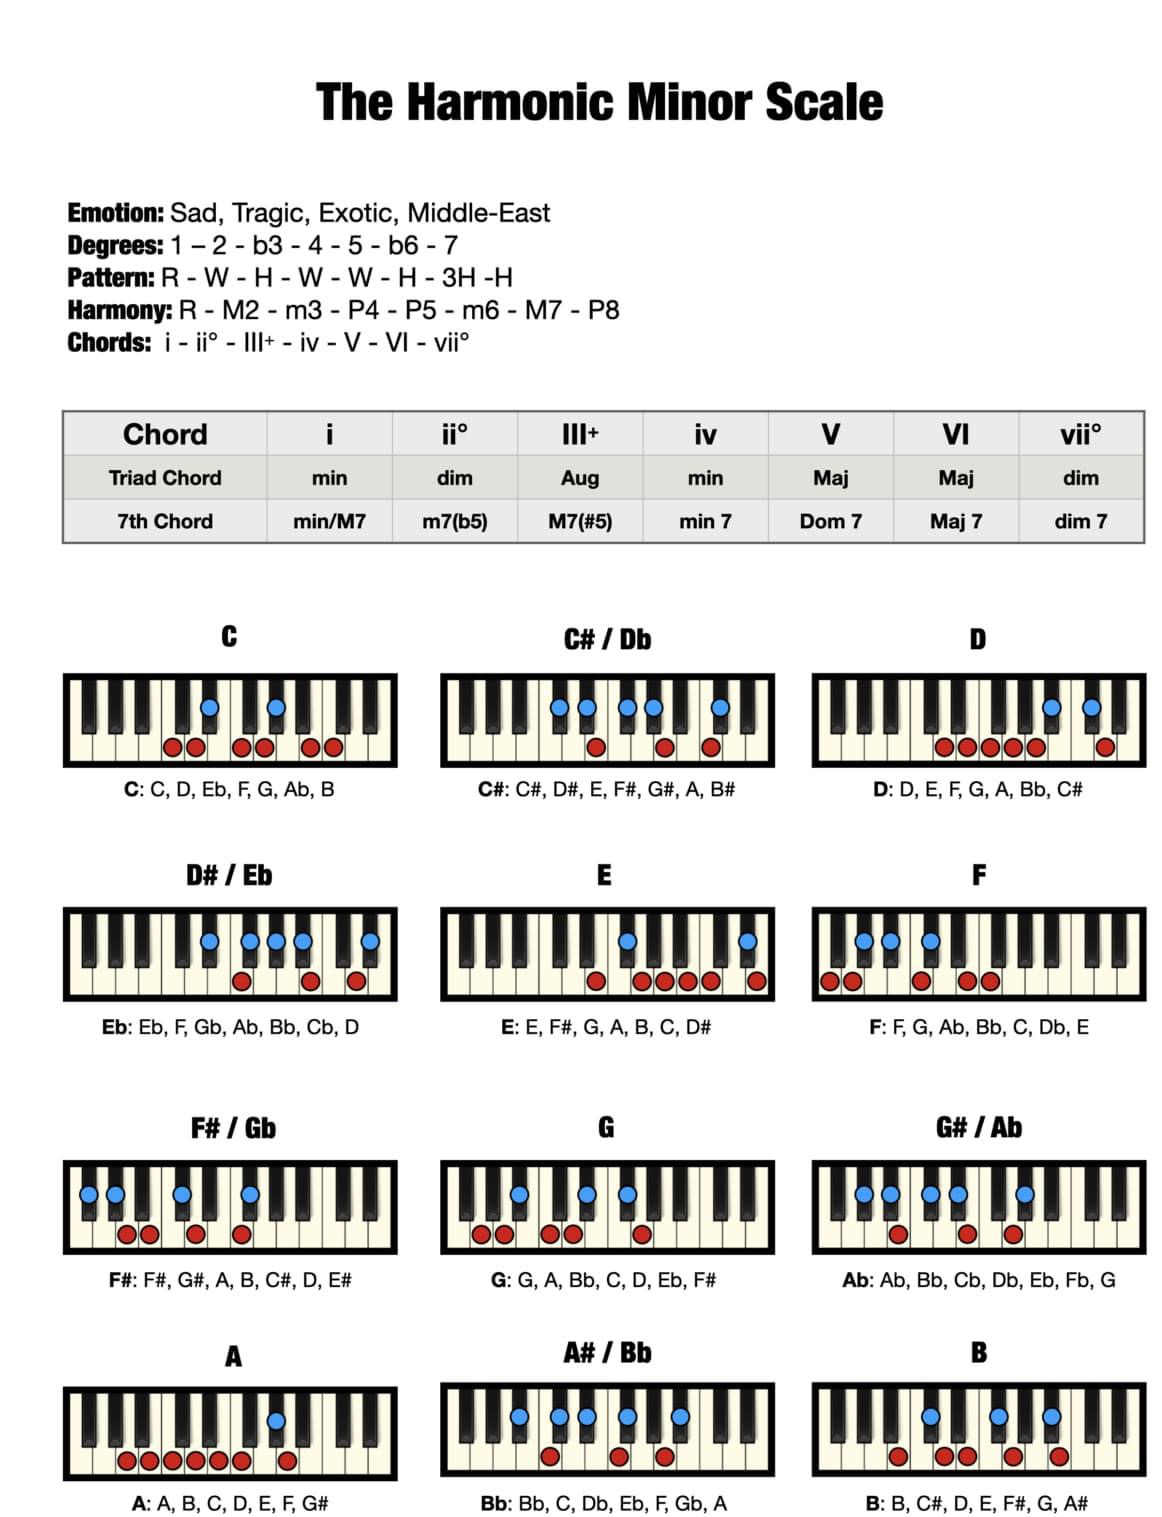 The Harmonic Minor Scale
Emotion: Sad, Tragic, Exotic, Middle-East
Degrees: 1 – 2 - b3 - 4 - 5 - b6 - 7
Pattern: R - W - H - W - W - H - 3H -H
Harmony: R - M2 - m3 - P4 - P5 - m6 - M7 - P8
Chords: i - ii° - III+ - iv - V - VI - vii°
Chord i ii° III+ iv V VI vii°
Triad Chord min dim Aug min Maj Maj dim
7th Chord min/M7 m7(b5) M7(#5) min 7 Dom 7 Maj 7 dim 7
C C# / Db D
C: C, D, Eb, F, G, Ab, B C#: C#, D#, E, F#, G#, A, B# D: D, E, F, G, A, Bb, C#
D# / Eb E F
Eb: Eb, F, Gb, Ab, Bb, Cb, D E: E, F#, G, A, B, C, D# F: F, G, Ab, Bb, C, Db, E
F# / Gb G G# / Ab
F#: F#, G#, A, B, C#, D, E# G: G, A, Bb, C, D, Eb, F# Ab: Ab, Bb, Cb, Db, Eb, Fb, G
A A# / Bb B
A: A, B, C, D, E, F, G# Bb: Bb, C, Db, Eb, F, Gb, A B: B, C#, D, E, F#, G, A#